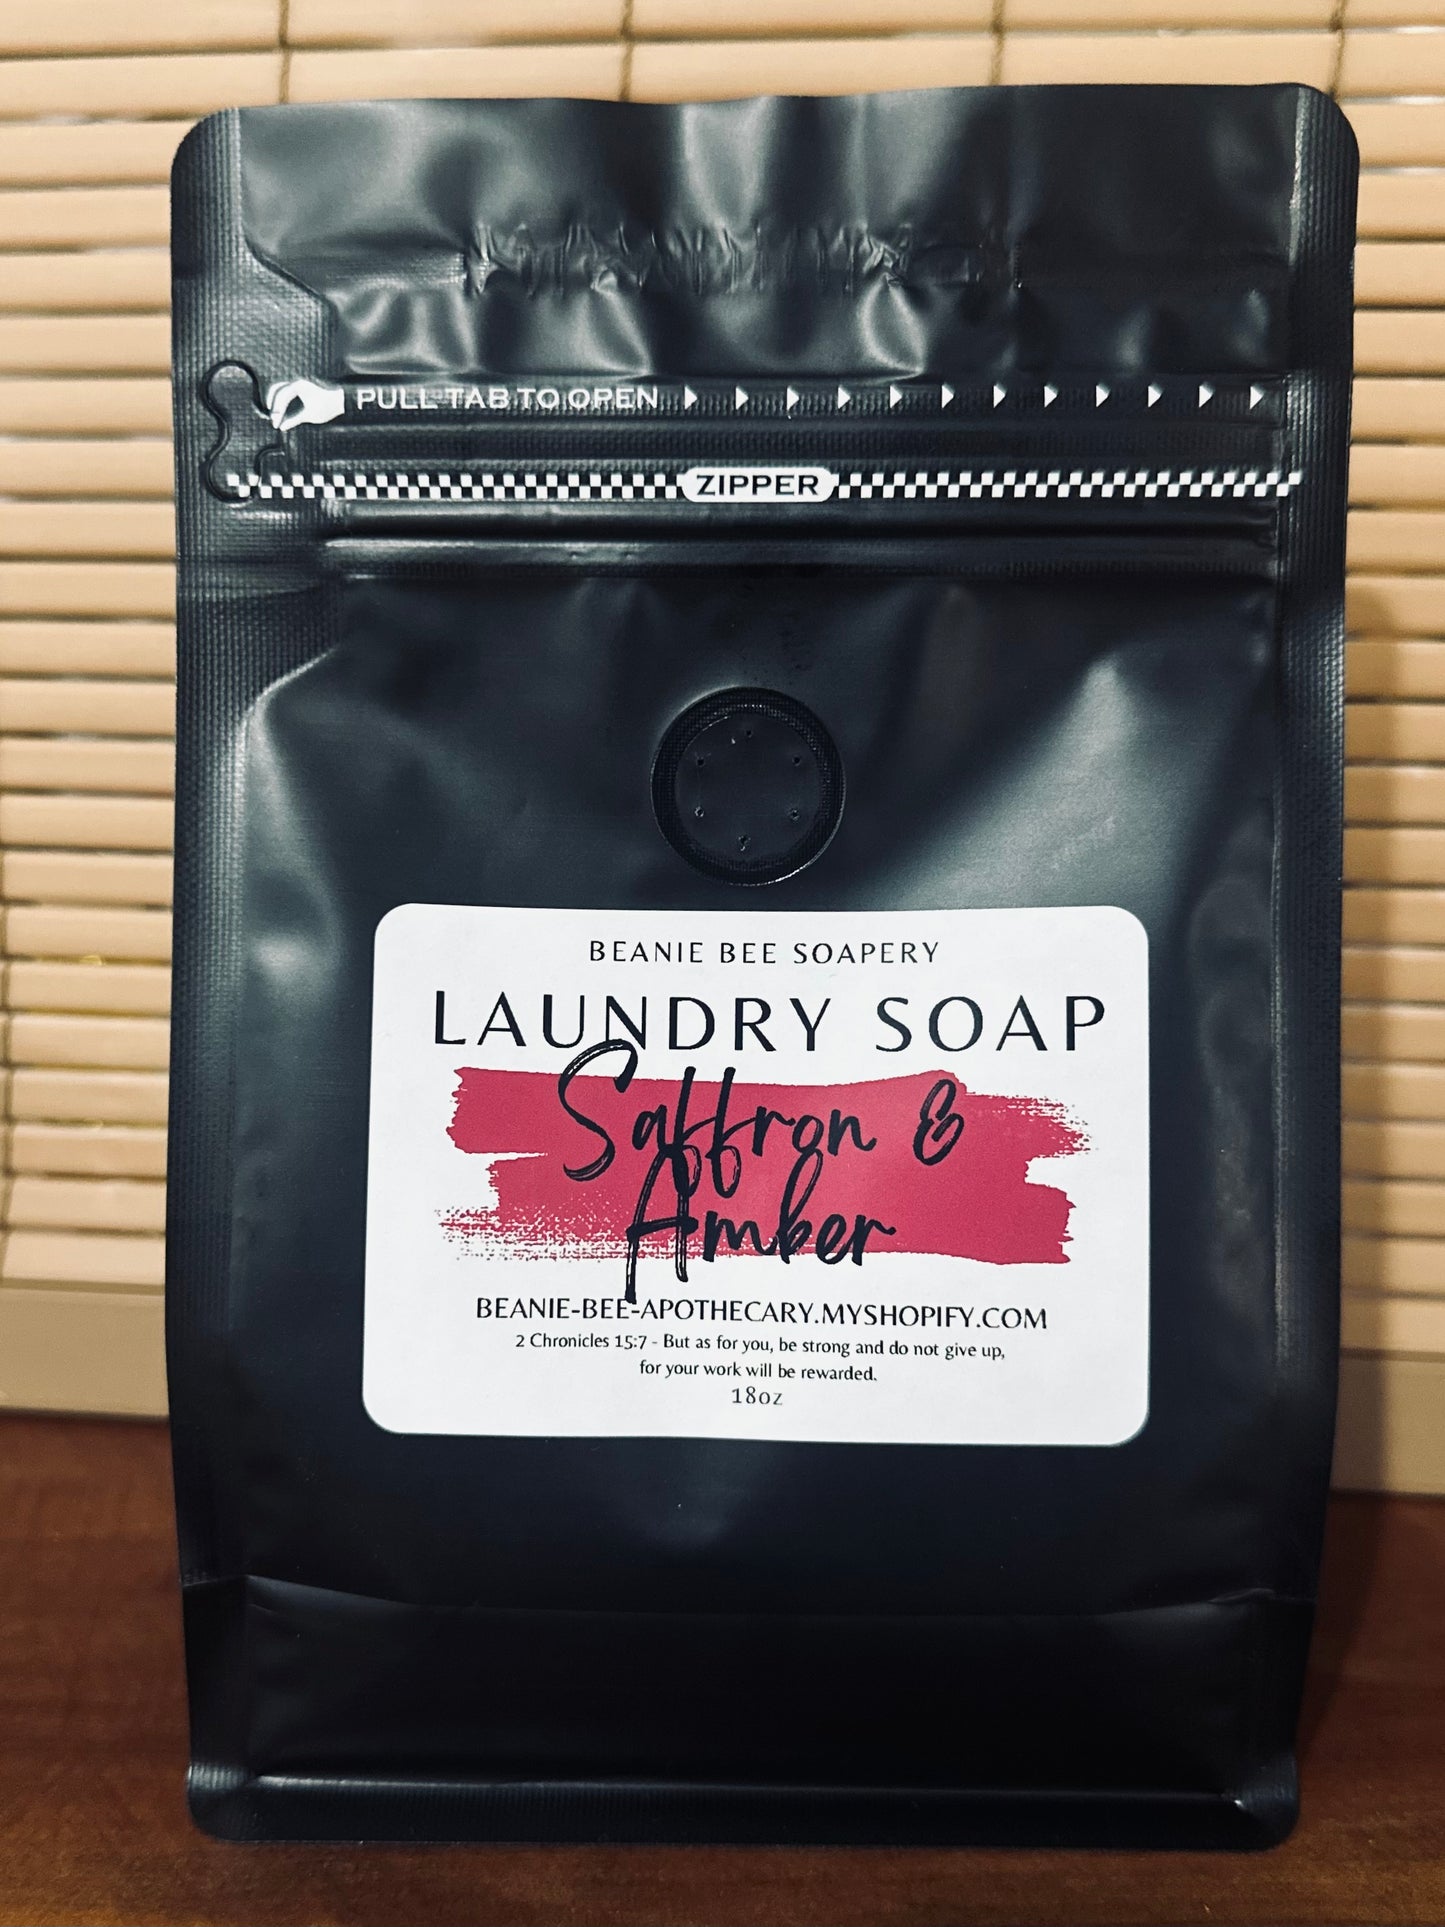 PULL TAB TO OPEN
ZIPPER
BEANIE BEE SOAPERY
LAUNDRY SOAP
Saffron &
Amber
BEANIE-BEE-APOTHECARY.MYSHOPIFY.COM
2 Chronicles 15:7 - But as for you, be strong and do not give up,
for your work will be rewarded.
18oz